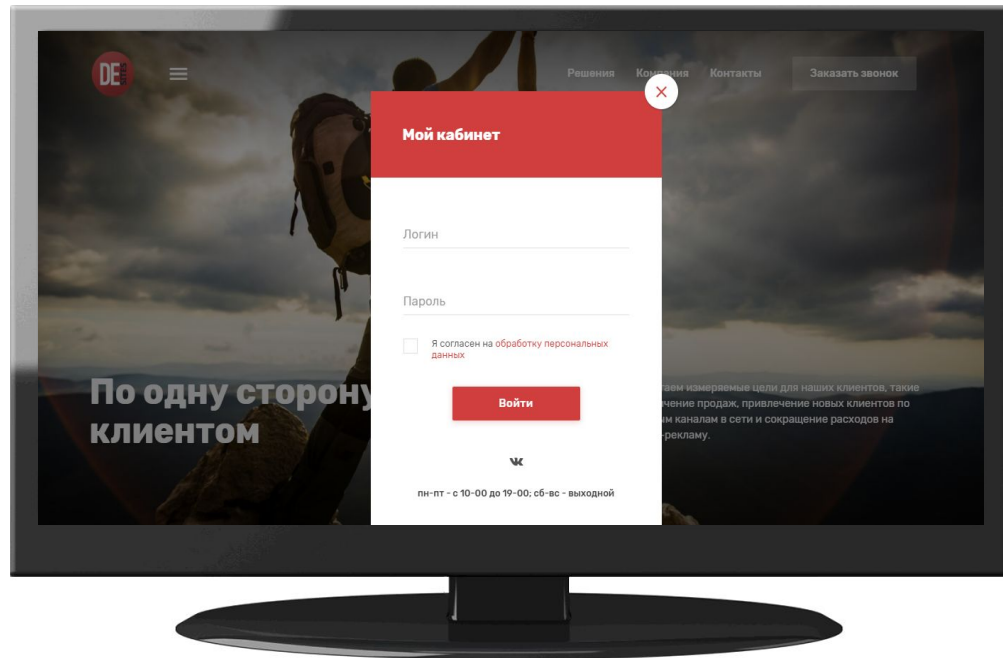 DE
Решения Компания Контакты Заказать звонок
Мой кабинет
Логин
Пароль
Я согласен на обработку персональных
данных
Войти
пн-пт - с 10-00 до 19-00; сб-вс - выходной
По одну сторону
клиентом
измеряемые цели для наших клиентов, такие
продаж, привлечение новых клиентов по
каналам в сети и сокращение расходов на
-рекламу.